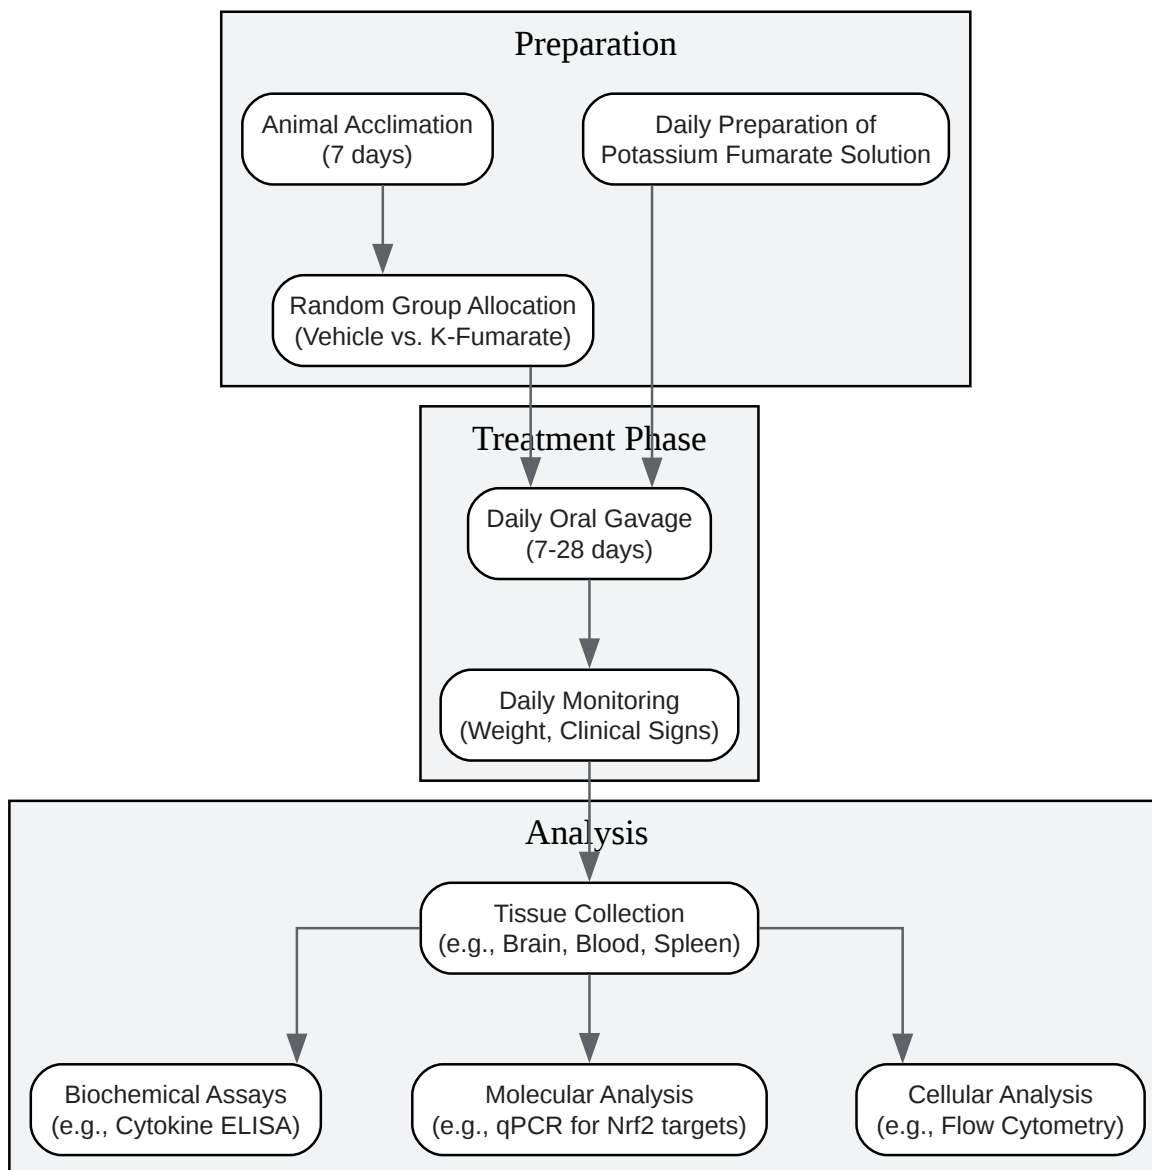 Preparation
Animal Acclimation
(7 days)
Daily Preparation of
Potassium Fumarate Solution
Random Group Allocation
(Vehicle vs. K-Fumarate)
Treatment Phase
Daily Oral Gavage
(7-28 days)
Daily Monitoring
(Weight, Clinical Signs)
Analysis
Tissue Collection
(e.g., Brain, Blood, Spleen)
Biochemical Assays
(e.g., Cytokine ELISA)
Molecular Analysis
(e.g., qPCR for Nrf2 targets)
Cellular Analysis
(e.g., Flow Cytometry)